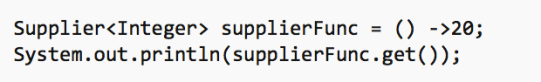 Supplier<Integer> supplierFunc = () ->20;
System.out.println(supplierFunc.get());